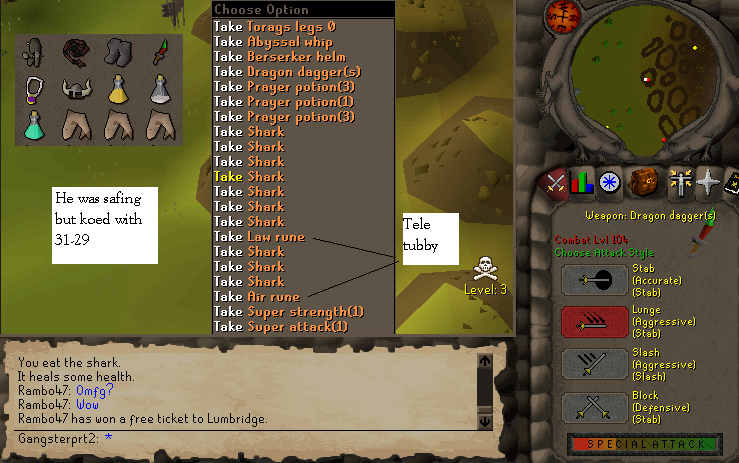 Choose Option
Take Torags legs 0
Take Abyssal whip
Take Berserker helm
Take Dragon dagger(s)
Take Prayer potion(3)
Take Prayer potion(1)
Take Prayer potion(3)
Take Shark
Take Shark
Take Shark
Take Shark
Take Shark
Take Shark
Take Shark
Take Law rune
Take Shark
Take Shark
Take Shark
Take Air rune
Take Super strength(1)
Take Super attack(1)
He was safing
but koed with
31-29
Tele
tubby
Level: 3
You eat the shark.
It heals some health.
Rambo47: Omfg?
Rambo47: Wow
Rambo47 has won a free ticket to Lumbridge.
Gangsterprt2: *
Weapon: Dragon dagger(s)
Combat Lvl 104
Choose Attack Style
Stab
(Accurate)
(Stab)
Lunge
(Aggressive)
(Stab)
Slash
(Aggressive)
(Slash)
Block
(Defensive)
(Stab)
SPECIAL ATTACK